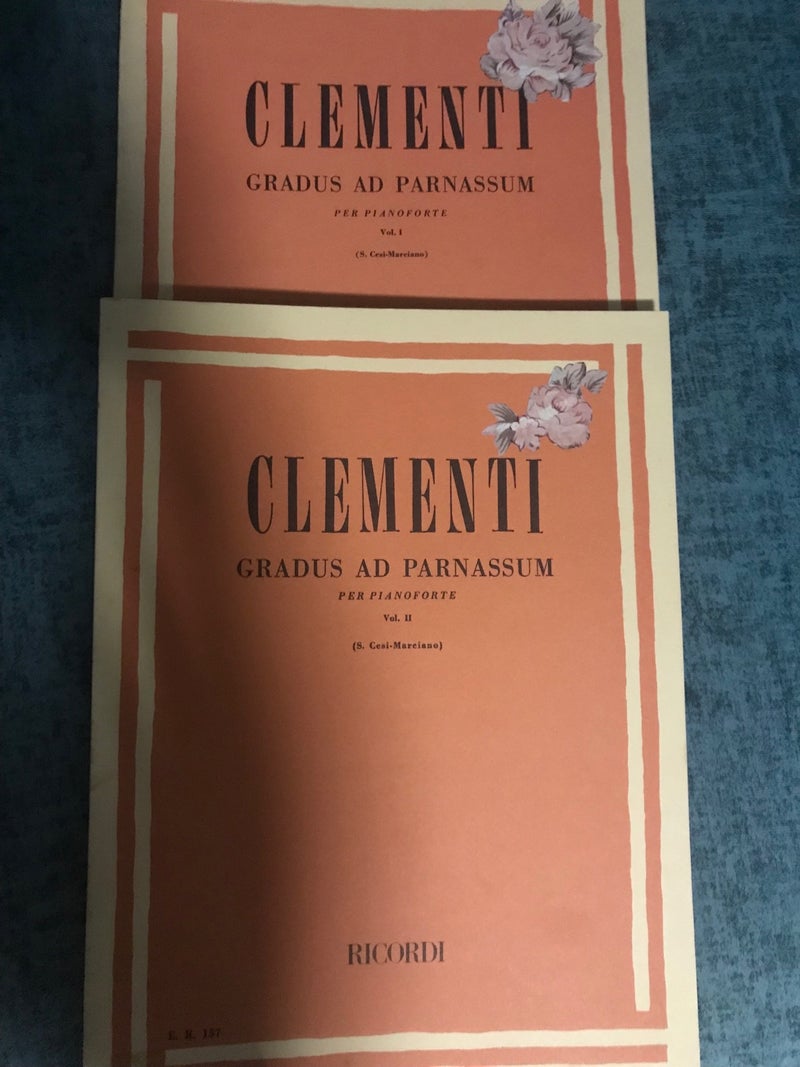 CLEMENTI
GRADUS AD PARNASSUM
PER PIANOFORTE
Vol. I
(S. Cesi-Marciano)
CLEMENTI
GRADUS AD PARNASSUM
PER PIANOFORTE
Vol. II
(S. Cesi-Marciano)
RICORDI
E. R. 157